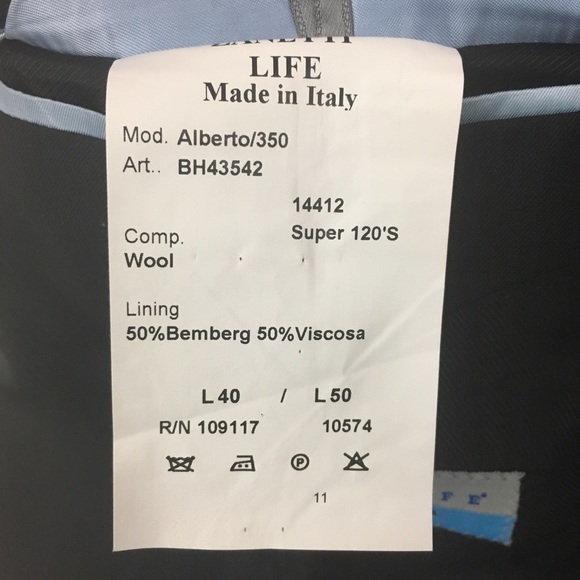 LIFE
Made in Italy
Mod. Alberto/350
Art.. BH43542
14412
Comp. Super 120'S
Wool
Lining
50%Bemberg 50%Viscosa
L 40 / L 50
R/N 109117 10574
P
11
F E